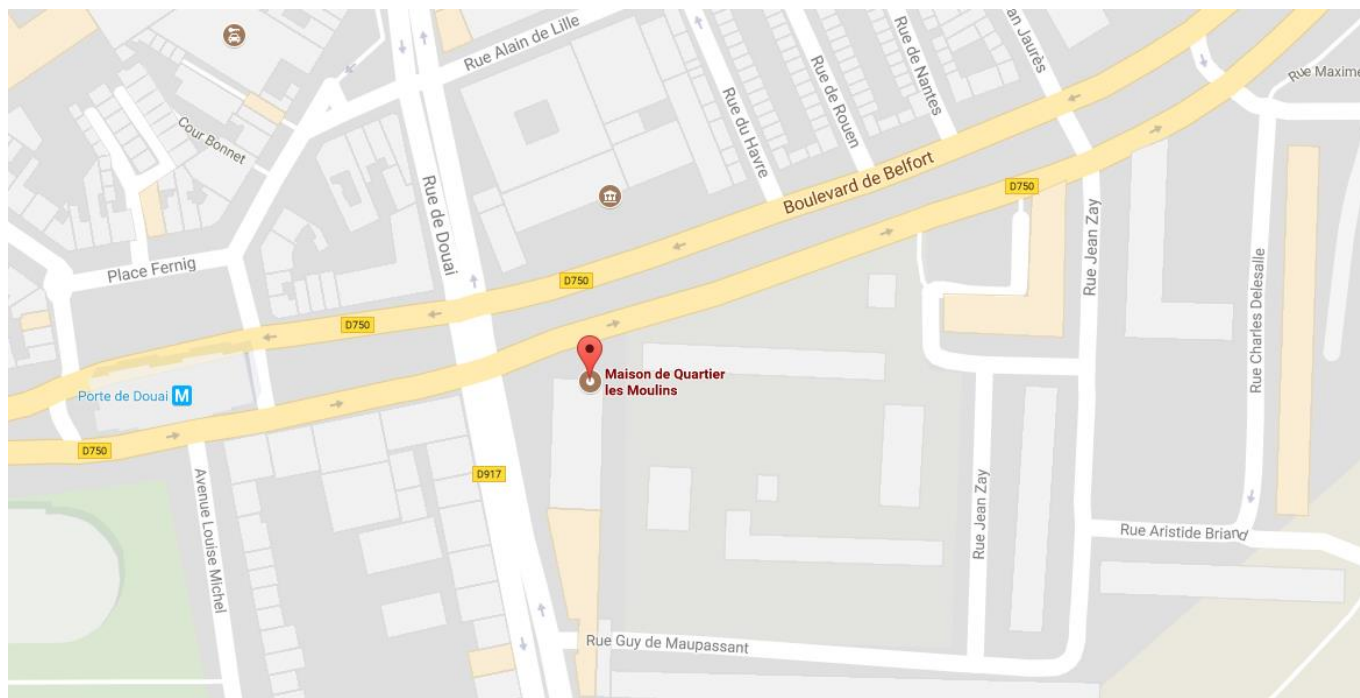 Rue Alain de Lille
an Jaurès
Rue de Nantes
Rue Maxime
Rue de Rouen
Rue du Havre
Cour Bonnet
Boulevard de Belfort
D750
Rue de Douai
Place Fernig
D750
Rue Jean Zay
D750
Rue Charles Delesalle
Maison de Quartier
les Moulins
Porte de Douai M
D750
D917
Avenue Louise Michel
Rue Jean Zay
Rue Aristide Briand
Rue Guy de Maupassant